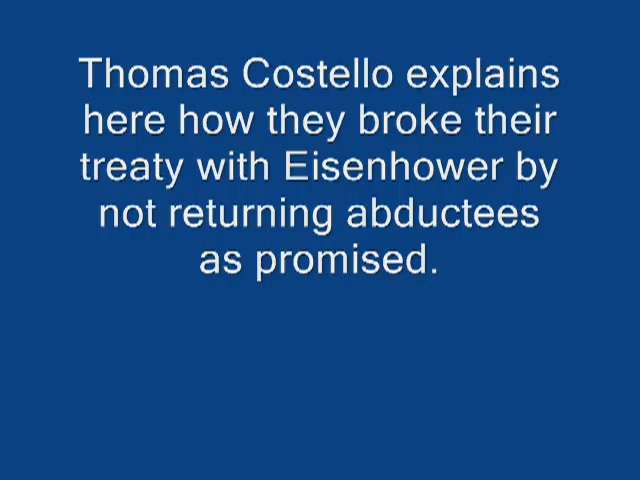 Thomas Costello explains
here how they broke their
treaty with Eisenhower by
not returning abductees
as promised.